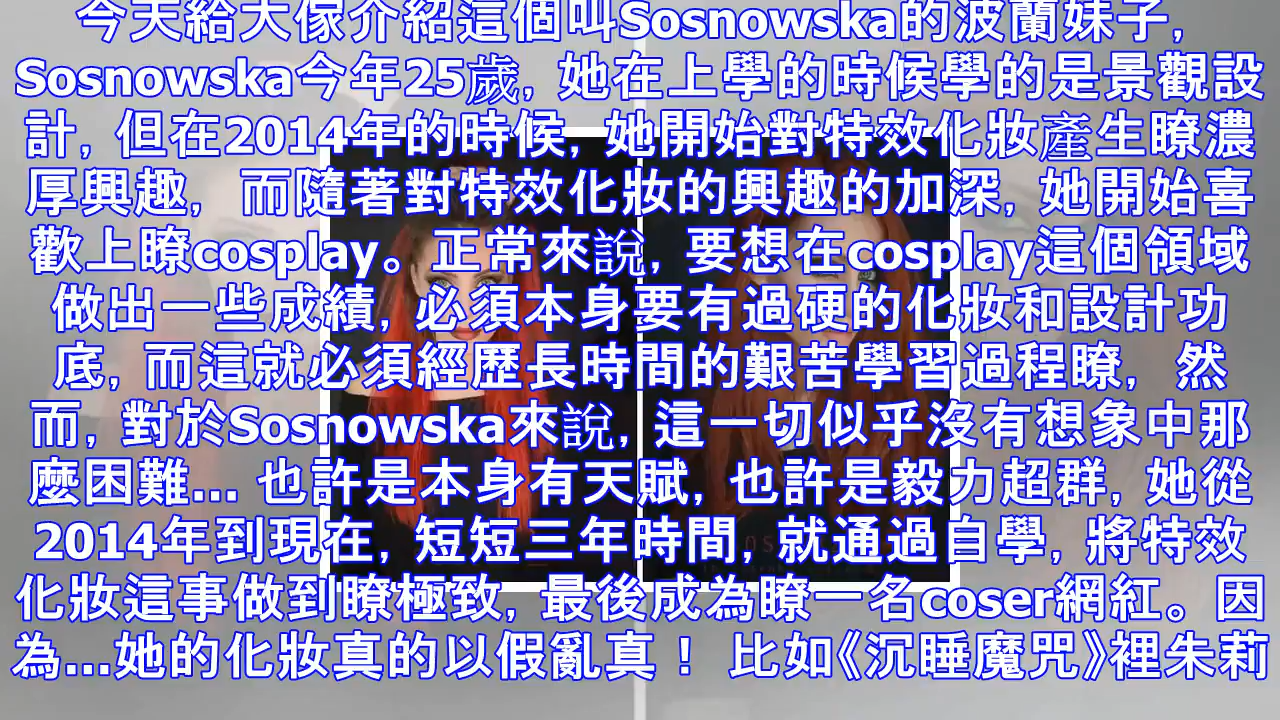 今天給大傢介紹這個叫Sosnowska的波蘭妹子,
Sosnowska今年25歲, 她在上學的時候學的是景觀設
計, 但在2014年的時候, 她開始對特效化妝產生瞭濃
厚興趣, 而隨著對特效化妝的興趣的加深, 她開始喜
歡上瞭cosplay。正常來說, 要想在cosplay這個領域
做出一些成績, 必須本身要有過硬的化妝和設計功
底, 而這就必須經歷長時間的艱苦學習過程瞭, 然
而, 對於Sosnowska來說, 這一切似乎沒有想象中那
麼困難... 也許是本身有天賦, 也許是毅力超群, 她從
2014年到現在, 短短三年時間, 就通過自學, 將特效
化妝這事做到瞭極致, 最後成為瞭一名coser網紅。因
為...她的化妝真的以假亂真！ 比如《沉睡魔咒》裡朱莉